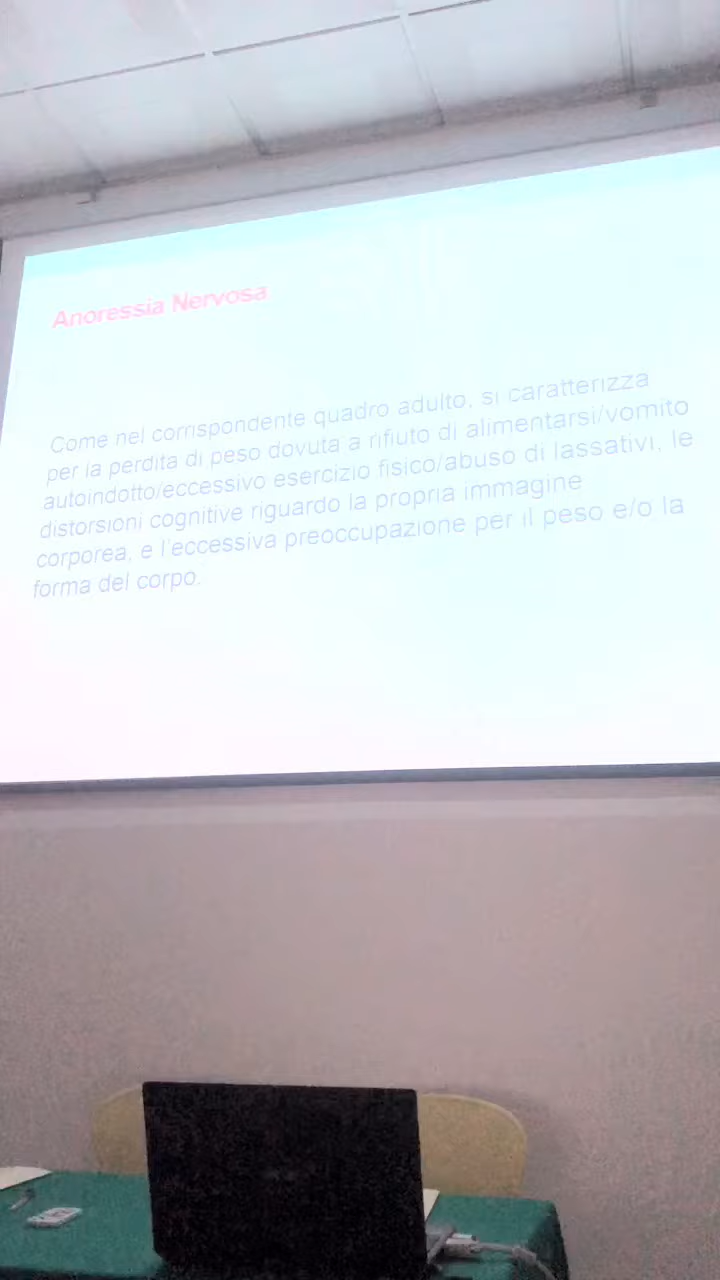 Anoressia Nervosa
Come nel corrispondente quadro adulto, si caratterizza
per la perdita di peso dovuta a rifiuto di alimentarsi/vomito
autoindotto/eccessivo esercizio fisico/abuso di lassativi, le
distorsioni cognitive riguardo la propria immagine
corporea, e l'eccessiva preoccupazione per il peso e/o la
forma del corpo.